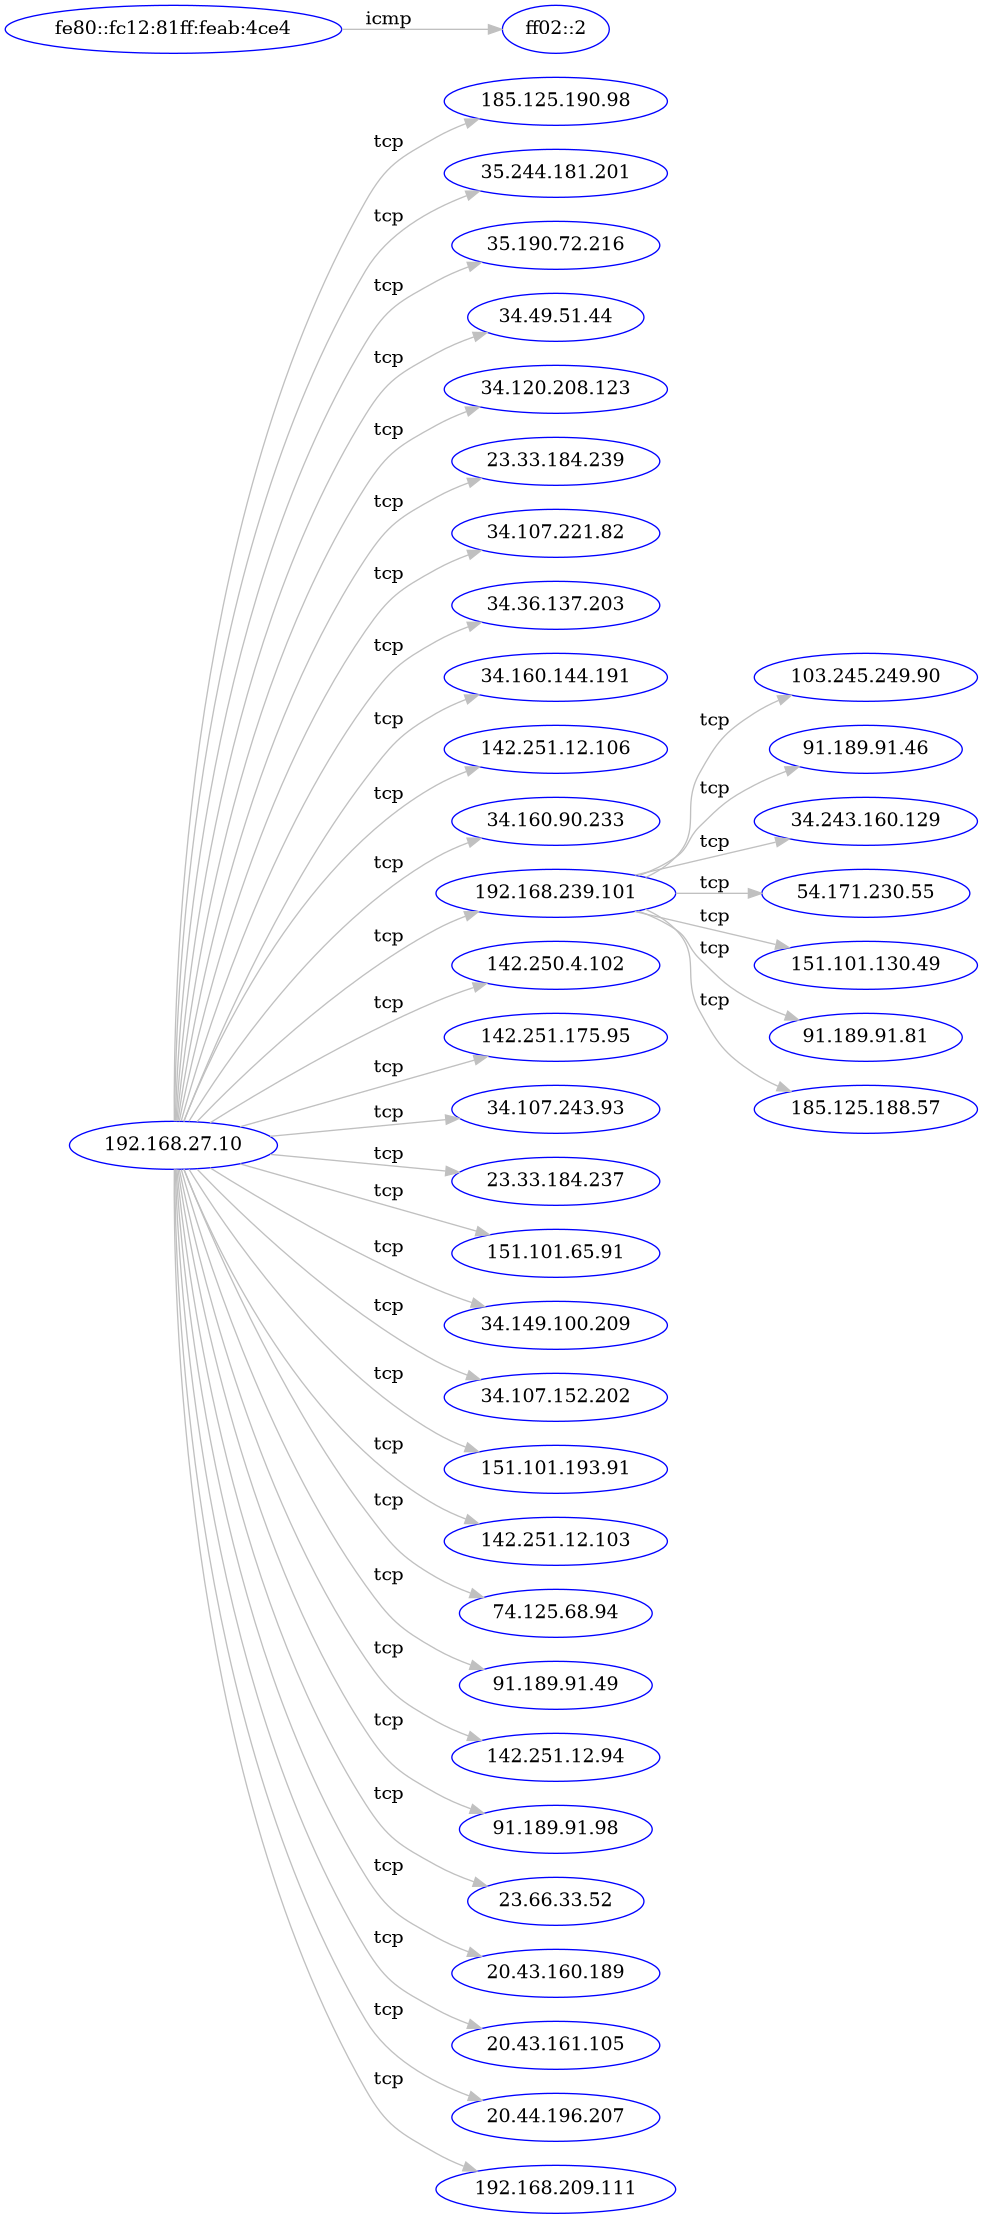 fe80::fc12:81ff:feab:4ce4 icmp ff02::2
tcp 185.125.190.98
tcp 35.244.181.201
tcp 35.190.72.216
tcp 34.49.51.44
tcp 34.120.208.123
tcp 23.33.184.239
tcp 34.107.221.82
tcp 34.36.137.203
tcp 34.160.144.191
tcp 142.251.12.106
tcp 34.160.90.233
tcp 192.168.239.101
tcp 142.250.4.102
tcp 142.251.175.95
tcp 34.107.243.93
192.168.27.10
tcp 23.33.184.237
tcp 151.101.65.91
tcp 34.149.100.209
tcp 34.107.152.202
tcp 151.101.193.91
tcp 142.251.12.103
tcp 74.125.68.94
tcp 91.189.91.49
tcp 142.251.12.94
tcp 91.189.91.98
tcp 23.66.33.52
tcp 20.43.160.189
tcp 20.43.161.105
tcp 20.44.196.207
tcp 192.168.209.111
tcp 103.245.249.90
tcp 91.189.91.46
tcp 34.243.160.129
tcp 54.171.230.55
tcp 151.101.130.49
tcp 91.189.91.81
tcp 185.125.188.57